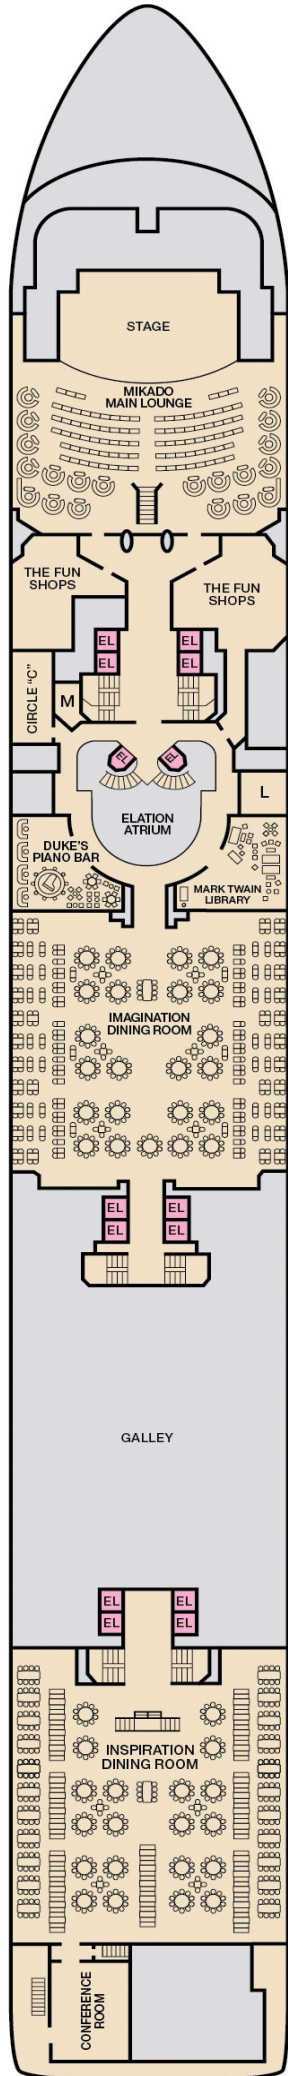 STAGE
MIKADO
MAIN LOUNGE
THE FUN
SHOPS
THE FUN
SHOPS
EL
EL
EL
EL
CIRCLE "C"
M
EL
EL
L
ELATION
ATRIUM
DUKE'S
PIANO BAR
MARK TWAIN
LIBRARY
IMAGINATION
DINING ROOM
EL
EL
EL
EL
GALLEY
EL
EL
EL
EL
INSPIRATION
DINING ROOM
CONFERENCE
ROOM